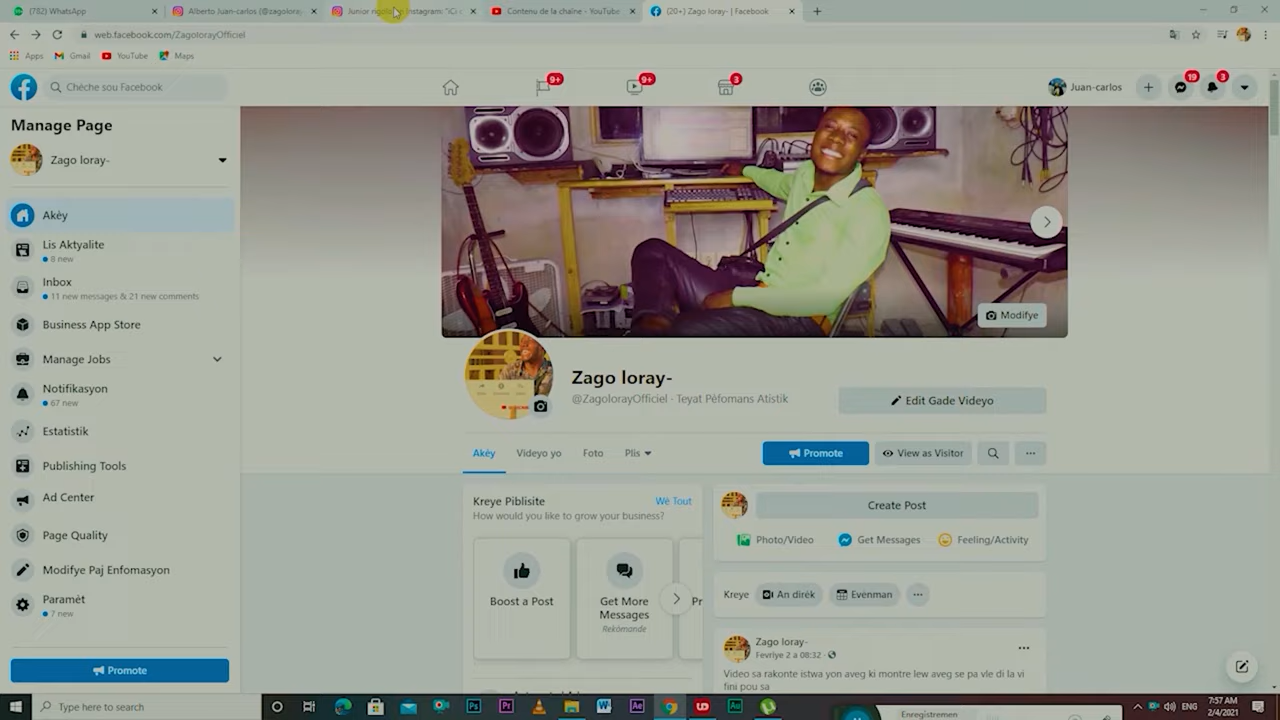 (782) WhatsApp
Alberto Juan-carlos (@zagoloray
Junior rigolo Instagram: "iCi
Contenu de la chaîne - YouTube
(20+) Zago loray- | Facebook
web.facebook.com/ZagolorayOfficiel
Apps Gmail YouTube Maps
Chèche sou Facebook
9+
9+
3
Juan-carlos
19
3
Manage Page
Zago loray-
Akèy
Lis Aktyalite
8 new
Inbox
11 new messages & 21 new comments
Business App Store
Manage Jobs
Notifikasyon
67 new
Estatistik
Publishing Tools
Ad Center
Page Quality
Modifye Paj Enfomasyon
Paramèt
7 new
Promote
Modifye
Zago loray-
@ZagolorayOfficiel · Teyat Pèfomans Atistik
Edit Gade Videyo
Akèy Videyo yo Foto Plis
Promote
View as Visitor
Kreye Piblisite Wè Tout
How would you like to grow your business?
Boost a Post
Get More Messages
Rekòmande
Pr
Create Post
Photo/Video Get Messages Feeling/Activity
Kreye An dirèk Evènman
Zago loray-
Fevriye 2 a 08:32
Video sa rakonte istwa yon aveg ki montre lew aveg se pa vle di la vi
fini pou sa
Type here to search
Enregistremen
ENG
7:57 AM
2/4/2021